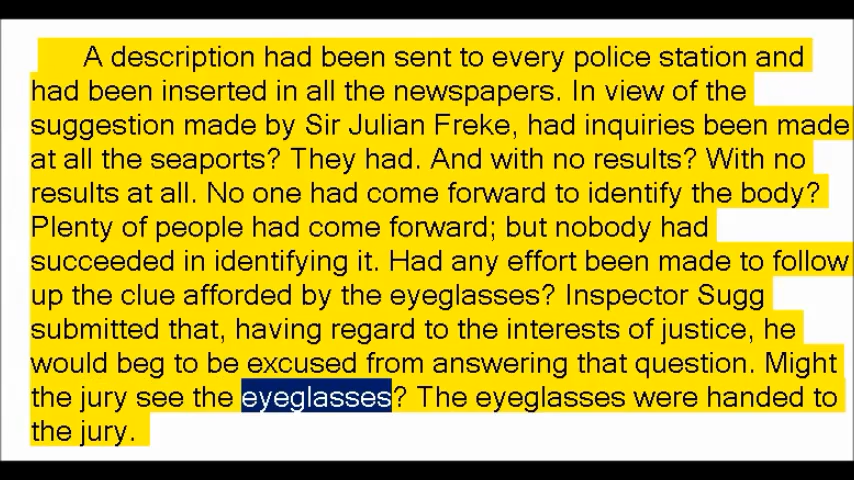 A description had been sent to every police station and
had been inserted in all the newspapers. In view of the
suggestion made by Sir Julian Freke, had inquiries been made
at all the seaports? They had. And with no results? With no
results at all. No one had come forward to identify the body?
Plenty of people had come forward; but nobody had
succeeded in identifying it. Had any effort been made to follow
up the clue afforded by the eyeglasses? Inspector Sugg
submitted that, having regard to the interests of justice, he
would beg to be excused from answering that question. Might
the jury see the eyeglasses? The eyeglasses were handed to
the jury.